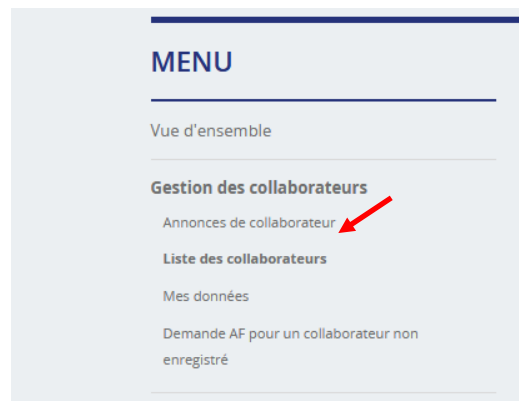 MENU
Vue d'ensemble
Gestion des collaborateurs
Annonces de collaborateur
Liste des collaborateurs
Mes données
Demande AF pour un collaborateur non
enregistré